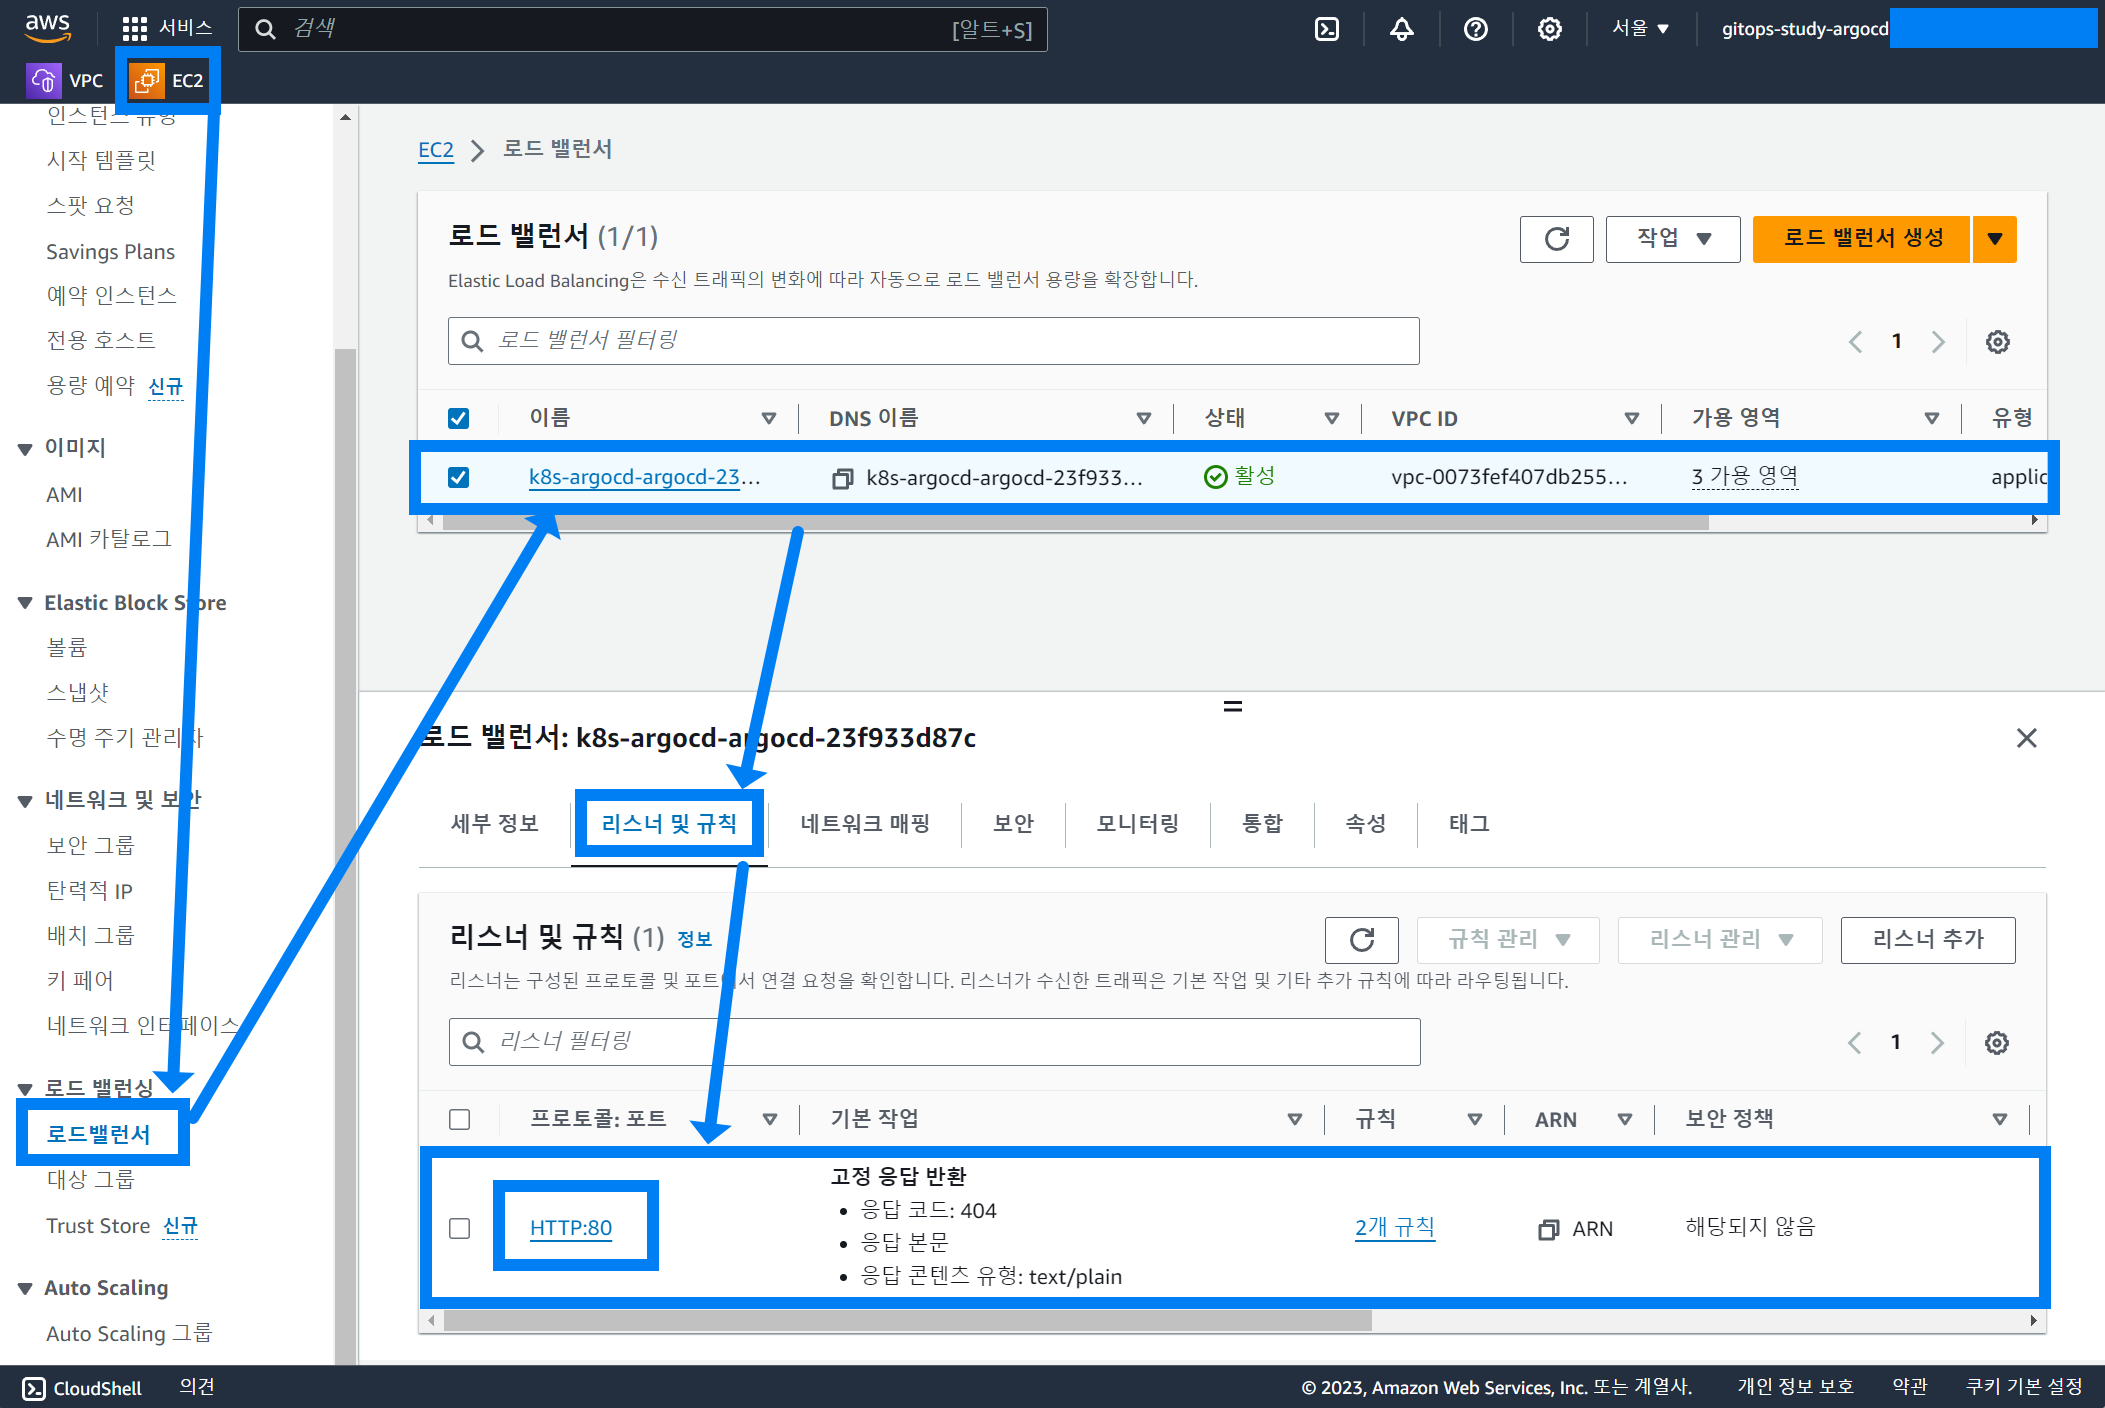 aws
서비스
검색
[알트+S]
서울
gitops-study-argocd
VPC
EC2
인스턴스 유형
시작 템플릿
스팟 요청
Savings Plans
예약 인스턴스
전용 호스트
용량 예약 신규
이미지
AMI
AMI 카탈로그
Elastic Block Store
볼륨
스냅샷
수명 주기 관리자
네트워크 및 보안
보안 그룹
탄력적 IP
배치 그룹
키 페어
네트워크 인터페이스
로드 밸런싱
로드밸런서
대상 그룹
Trust Store 신규
Auto Scaling
Auto Scaling 그룹
EC2 > 로드 밸런서
로드 밸런서 (1/1)
작업
로드 밸런서 생성
Elastic Load Balancing은 수신 트래픽의 변화에 따라 자동으로 로드 밸런서 용량을 확장합니다.
로드 밸런서 필터링
1
이름 DNS 이름 상태 VPC ID 가용 영역 유형
k8s-argocd-argocd-23... k8s-argocd-argocd-23f933... 활성 vpc-0073fef407db255... 3 가용 영역 applic
로드 밸런서: k8s-argocd-argocd-23f933d87c
세부 정보 리스너 및 규칙 네트워크 매핑 보안 모니터링 통합 속성 태그
리스너 및 규칙 (1) 정보
규칙 관리
리스너 관리
리스너 추가
리스너는 구성된 프로토콜 및 포트에서 연결 요청을 확인합니다. 리스너가 수신한 트래픽은 기본 작업 및 기타 추가 규칙에 따라 라우팅됩니다.
리스너 필터링
1
프로토콜: 포트 기본 작업 규칙 ARN 보안 정책
HTTP:80
고정 응답 반환
• 응답 코드: 404
• 응답 본문
• 응답 콘텐츠 유형: text/plain
2개 규칙
ARN
해당되지 않음
CloudShell
의견
© 2023, Amazon Web Services, Inc. 또는 계열사.
개인 정보 보호
약관
쿠키 기본 설정